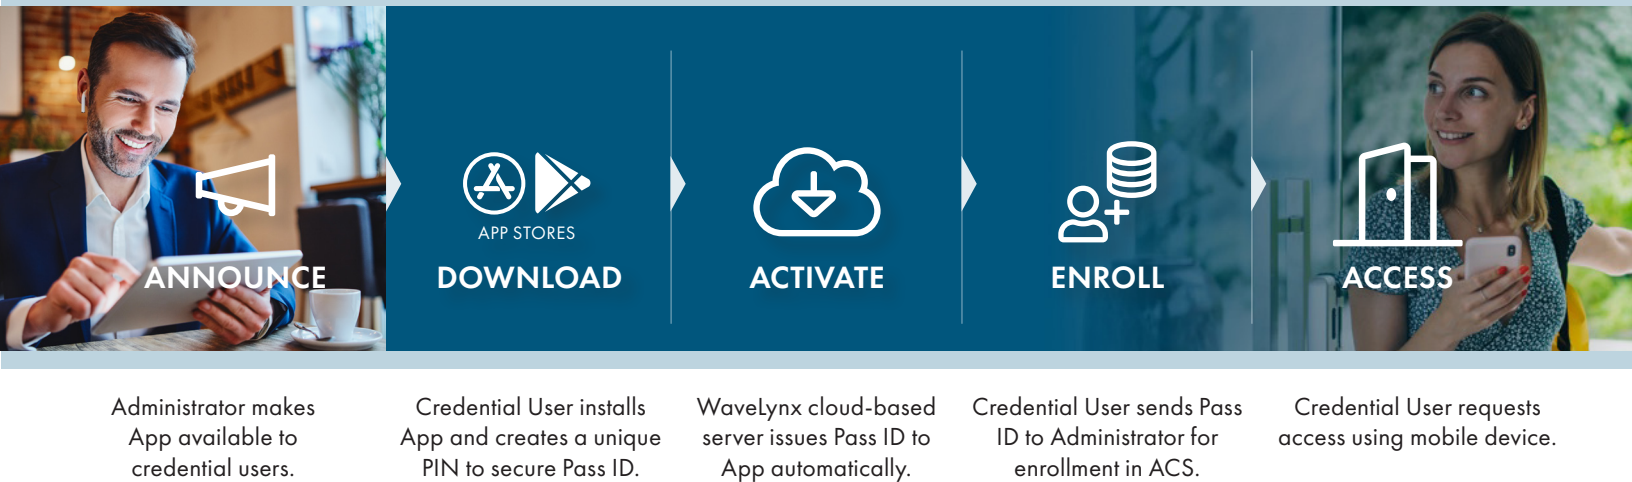 ANNOUNCE
APP STORES
DOWNLOAD
ACTIVATE
ENROLL
ACCESS
Administrator makes
App available to
credential users.
Credential User installs
App and creates a unique
PIN to secure Pass ID.
WaveLynx cloud-based
server issues Pass ID to
App automatically.
Credential User sends Pass
ID to Administrator for
enrollment in ACS.
Credential User requests
access using mobile device.